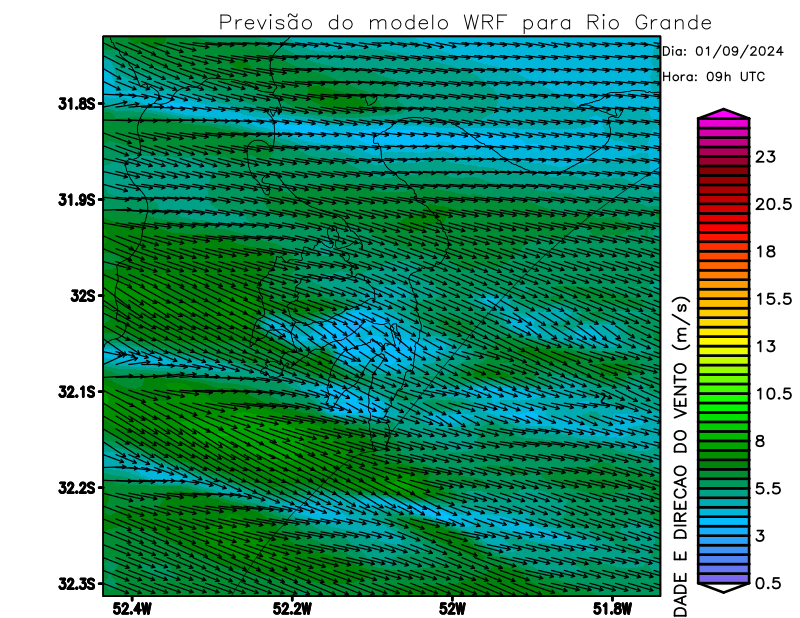 Previsão do modelo WRF para Rio Grande
Dia: 01/09/2024
Hora: 09h UTC
31.8S
31.9S
32S
32.1S
32.2S
32.3S
52.4W
52.2W
52W
51.8W
23
20.5
18
15.5
13
10.5
8
5.5
3
0.5
DADE E DIRECAO DO VENTO (m/s)